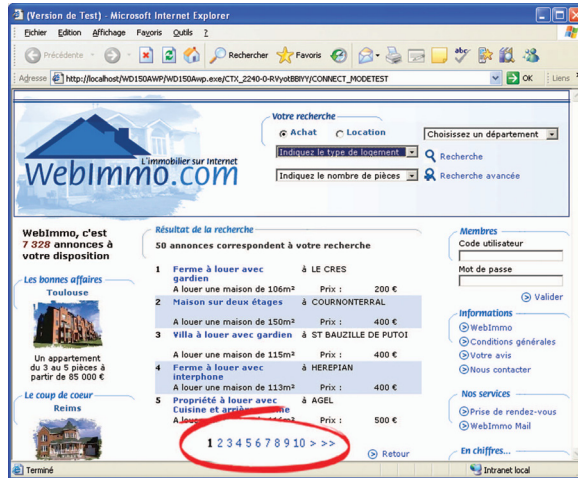 (Version de Test) - Microsoft Internet Explorer
Fichier Edition Affichage Favoris Outils ?
Précédente Rechercher Favoris
Adresse http://localhost/WD150AWP/WD150Awp.exe/CTX_2240-0-RVyotBBIYY/CONNECT_MODETEST OK Liens
L'immobilier sur Internet
WebImmo.com
Votre recherche
Achat Location Choisissez un département
Indiquez le type de logement Recherche
Indiquez le nombre de pièces Recherche avancée
WebImmo, c'est
7 328 annonces à
votre disposition
Les bonnes affaires
Toulouse
Un appartement
du 3 au 5 pièces à
partir de 85 000 €
Le coup de coeur
Reims
Résultat de la recherche
50 annonces correspondent à votre recherche
1 Ferme à louer avec à LE CRES
gardien
A louer une maison de 106m² Prix : 200 €
2 Maison sur deux étages à COURNONTERRAL
A louer une maison de 150m² Prix : 400 €
3 Villa à louer avec gardien à ST BAUZILLE DE PUTOI
A louer une maison de 115m² Prix : 400 €
4 Ferme à louer avec à HEREPIAN
interphone
A louer une maison de 113m² Prix : 400 €
5 Propriété à louer avec à AGEL
Cuisine et
A louer Prix : 500 €
1 2 3 4 5 6 7 8 9 10 > >>
Retour
Membres
Code utilisateur
Mot de passe
Valider
Informations
WebImmo
Conditions générales
Votre avis
Nous contacter
Nos services
Prise de rendez-vous
WebImmo Mail
En chiffres...
Terminé Intranet local